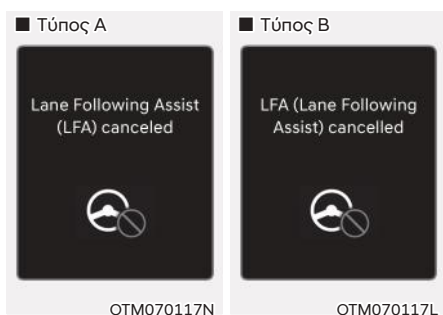 ■ Τύπος A
Lane Following Assist
(LFA) canceled
OTM070117N
■ Τύπος B
LFA (Lane Following
Assist) cancelled
OTM070117L